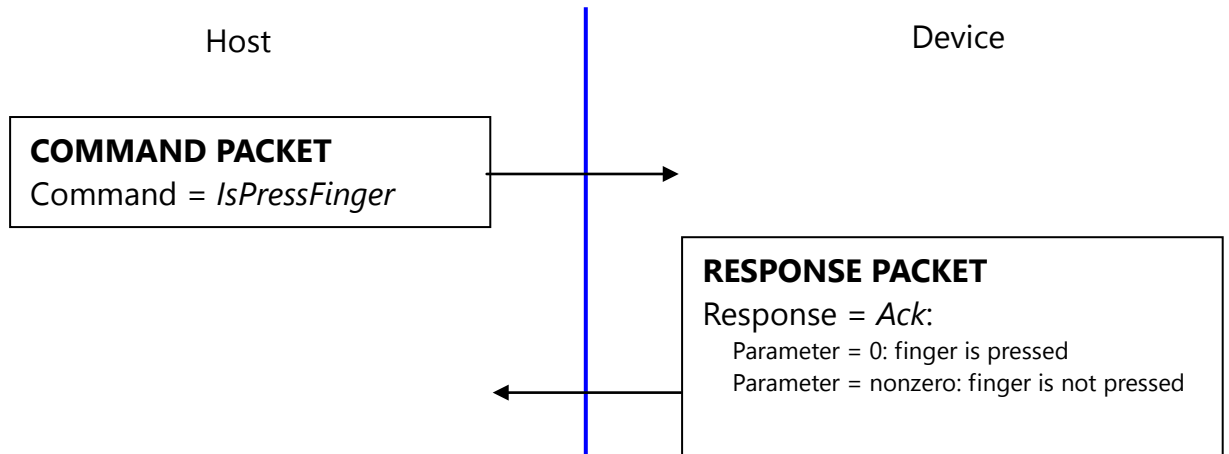 Host
Device
COMMAND PACKET
Command = IsPressFinger
RESPONSE PACKET
Response = Ack:
Parameter = 0: finger is pressed
Parameter = nonzero: finger is not pressed